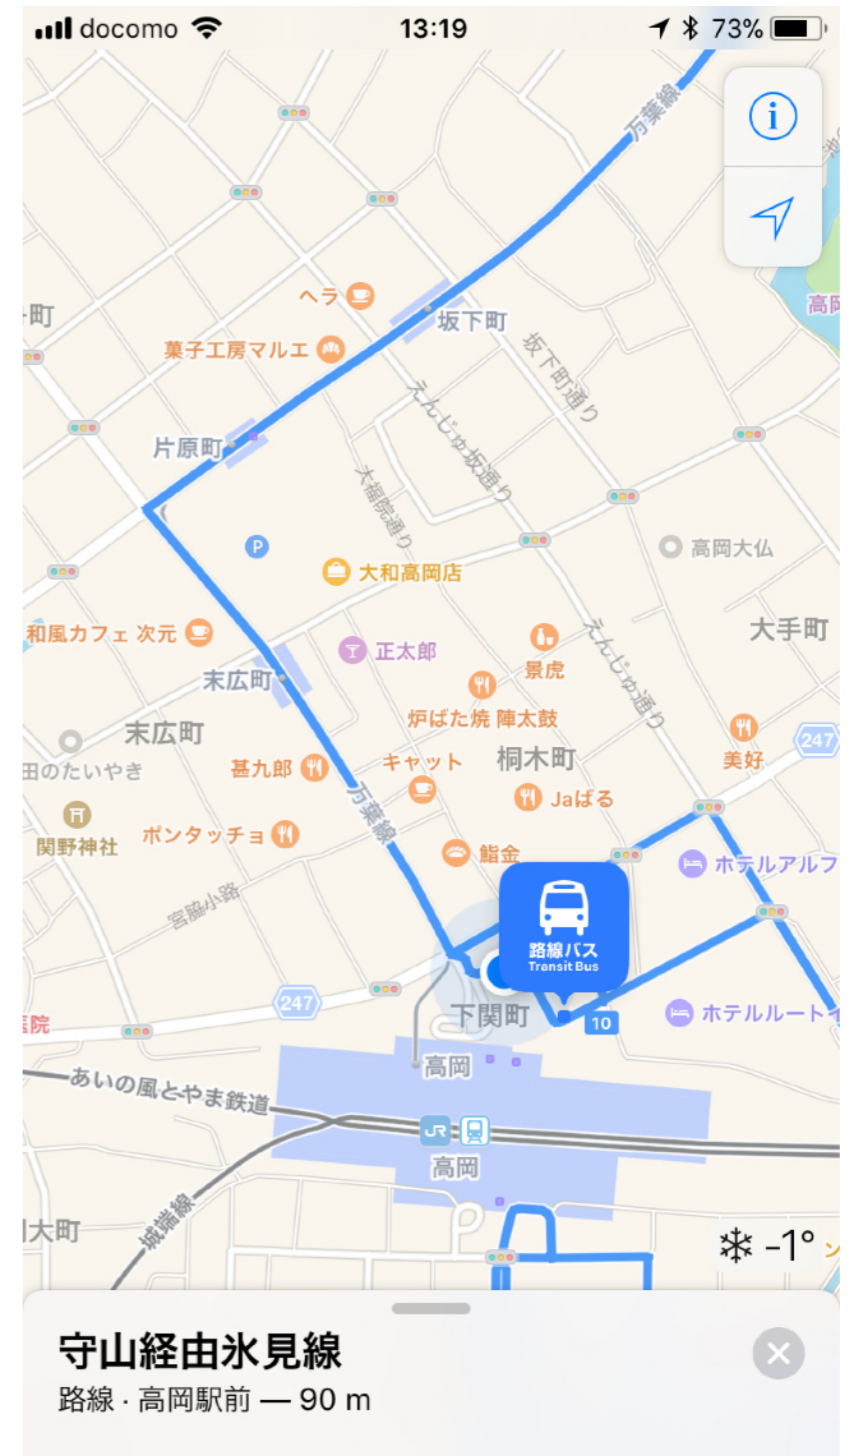 docomo 13:19 73%
万葉線
ヘラ
町
坂下町
高岡
菓子工房マルエ
坂下町通り
えんじゅ坂通り
片原町
大福院通り
P
高岡大仏
大和高岡店
和風カフェ 次元
大手町
正太郎
景虎
えんじゅ通り
末広町
炉ばた焼 陣太鼓
末広町
247
桐木町
美好
田のたいやき
甚九郎
キャット
Jaぱる
万葉線
関野神社
ポンタッチョ
鮨金
ホテルアルフ
宮脇小路
路線バス
Transit Bus
247
下関町
10
ホテルルートイ
医院
高岡
あいの風とやま鉄道
JR
高岡
城端線
大町
-1°
ン
守山経由氷見線
路線 · 高岡駅前 — 90 m